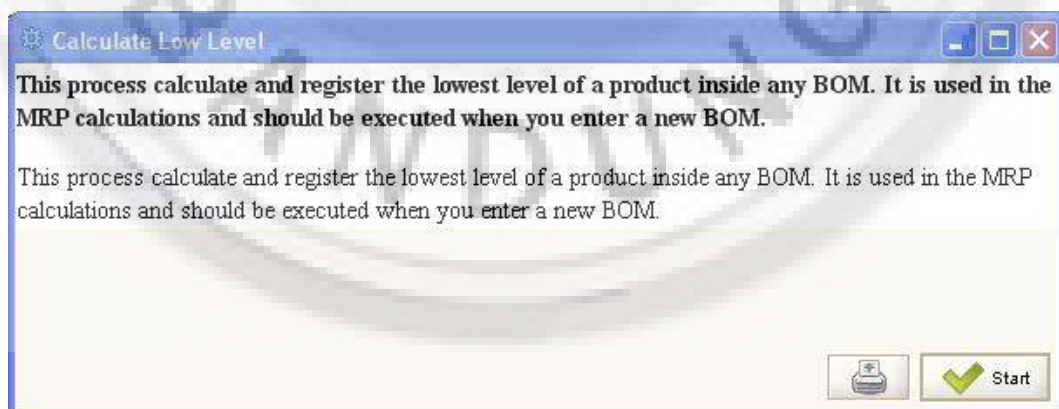 Calculate Low Level
This process calculate and register the lowest level of a product inside any BOM. It is used in the
MRP calculations and should be executed when you enter a new BOM.
This process calculate and register the lowest level of a product inside any BOM. It is used in the MRP
calculations and should be executed when you enter a new BOM.
Start